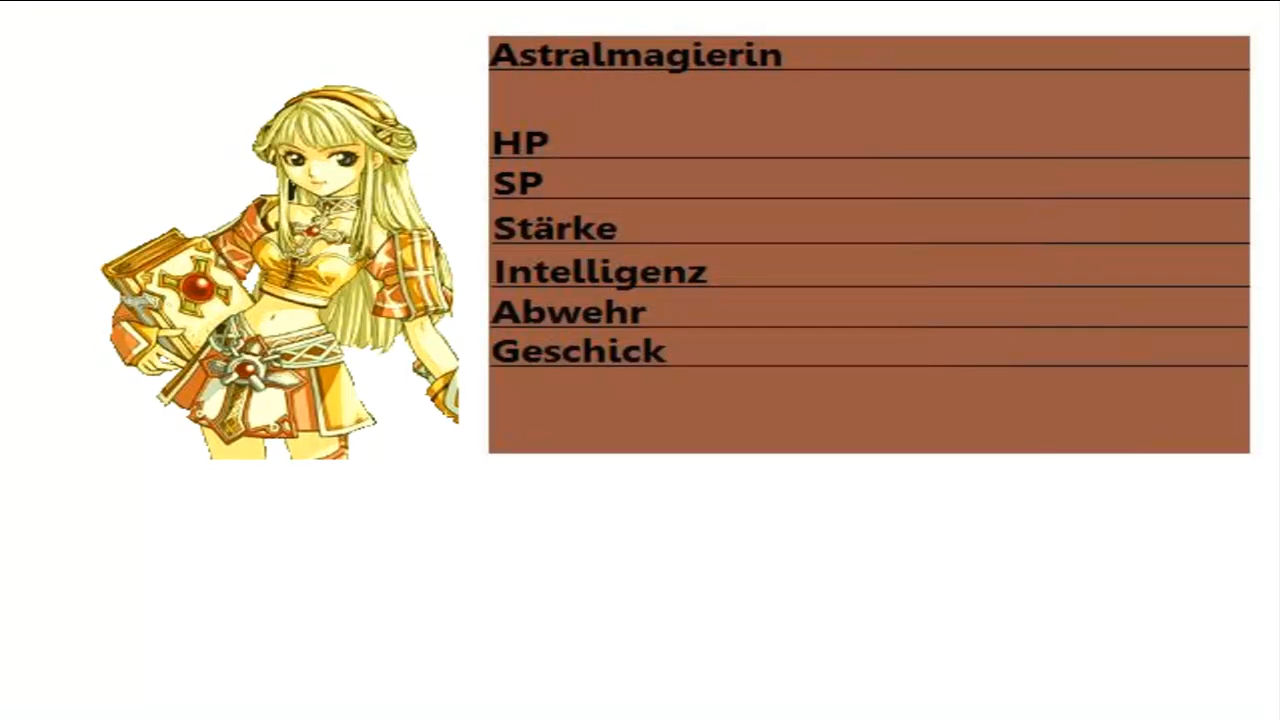 Astralmagierin
HP
SP
Stärke
Intelligenz
Abwehr
Geschick